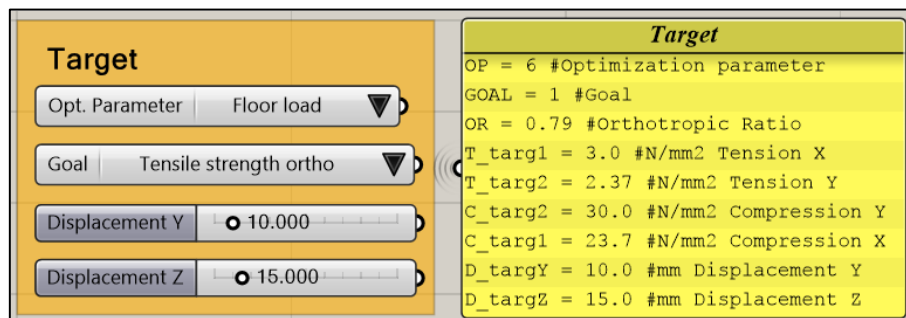 Target
Opt. Parameter Floor load
Goal Tensile strength ortho
Displacement Y 10.000
Displacement Z 15.000
Target
OP = 6 #Optimization parameter
GOAL = 1 #Goal
OR = 0.79 #Orthotropic Ratio
T_targ1 = 3.0 #N/mm2 Tension X
T_targ2 = 2.37 #N/mm2 Tension Y
C_targ2 = 30.0 #N/mm2 Compression Y
C_targ1 = 23.7 #N/mm2 Compression X
D_targY = 10.0 #mm Displacement Y
D_targZ = 15.0 #mm Displacement Z